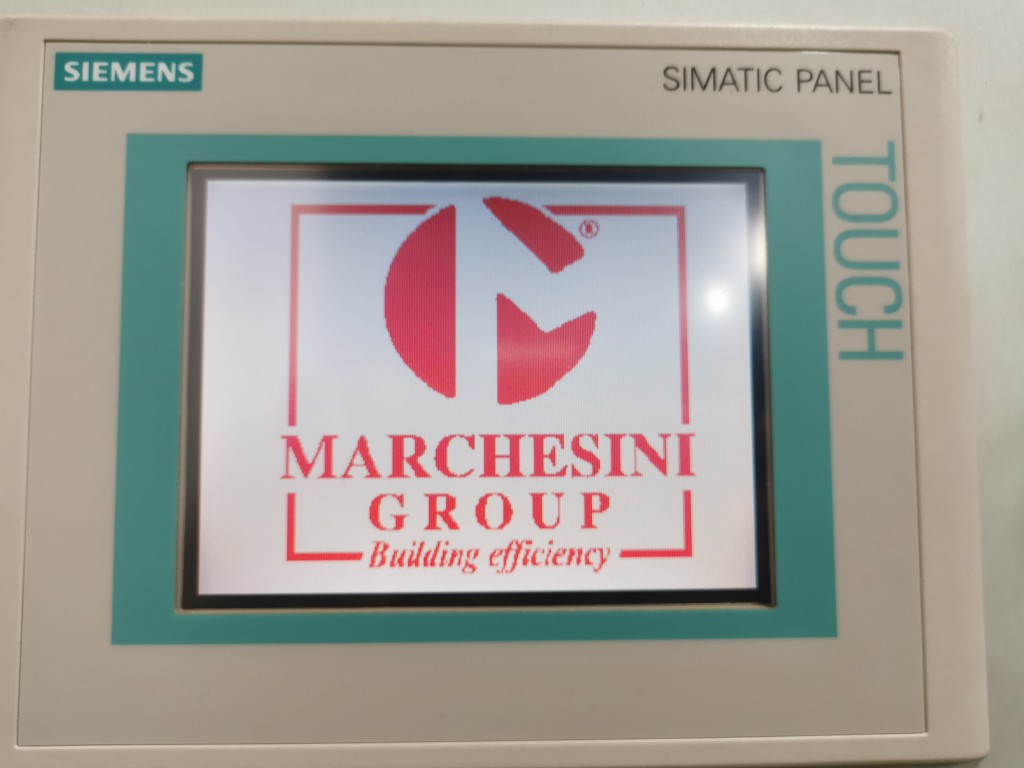 SIEMENS
SIMATIC PANEL
TOUCH
®
MARCHESINI
GROUP
Building efficiency